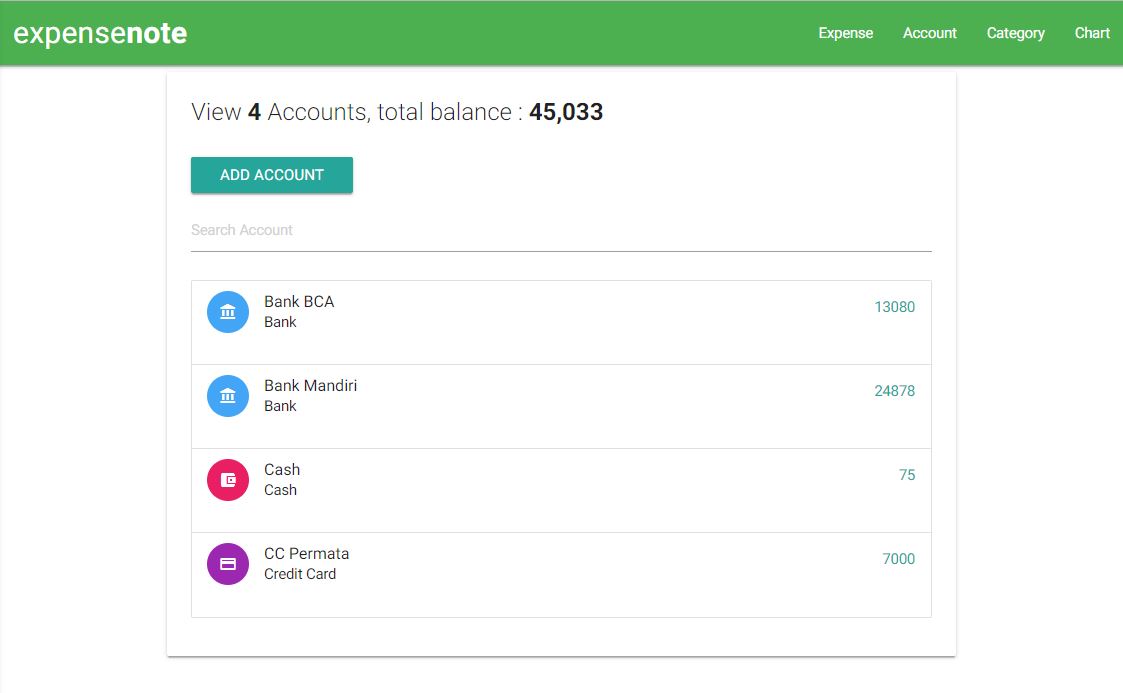 expensenote
Expense Account Category Chart
View 4 Accounts, total balance : 45,033
ADD ACCOUNT
Search Account
Bank BCA 13080
Bank
Bank Mandiri 24878
Bank
Cash 75
Cash
CC Permata 7000
Credit Card